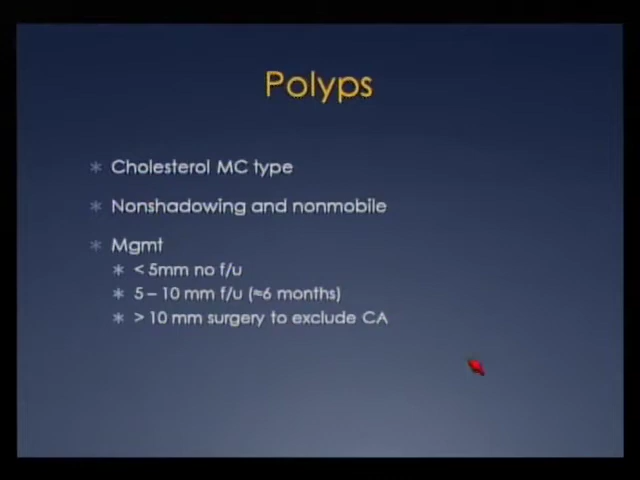 Polyps
* Cholesterol MC type
* Nonshadowing and nonmobile
* Mgmt
* < 5mm no f/u
* 5 – 10 mm f/u (≈6 months)
* > 10 mm surgery to exclude CA